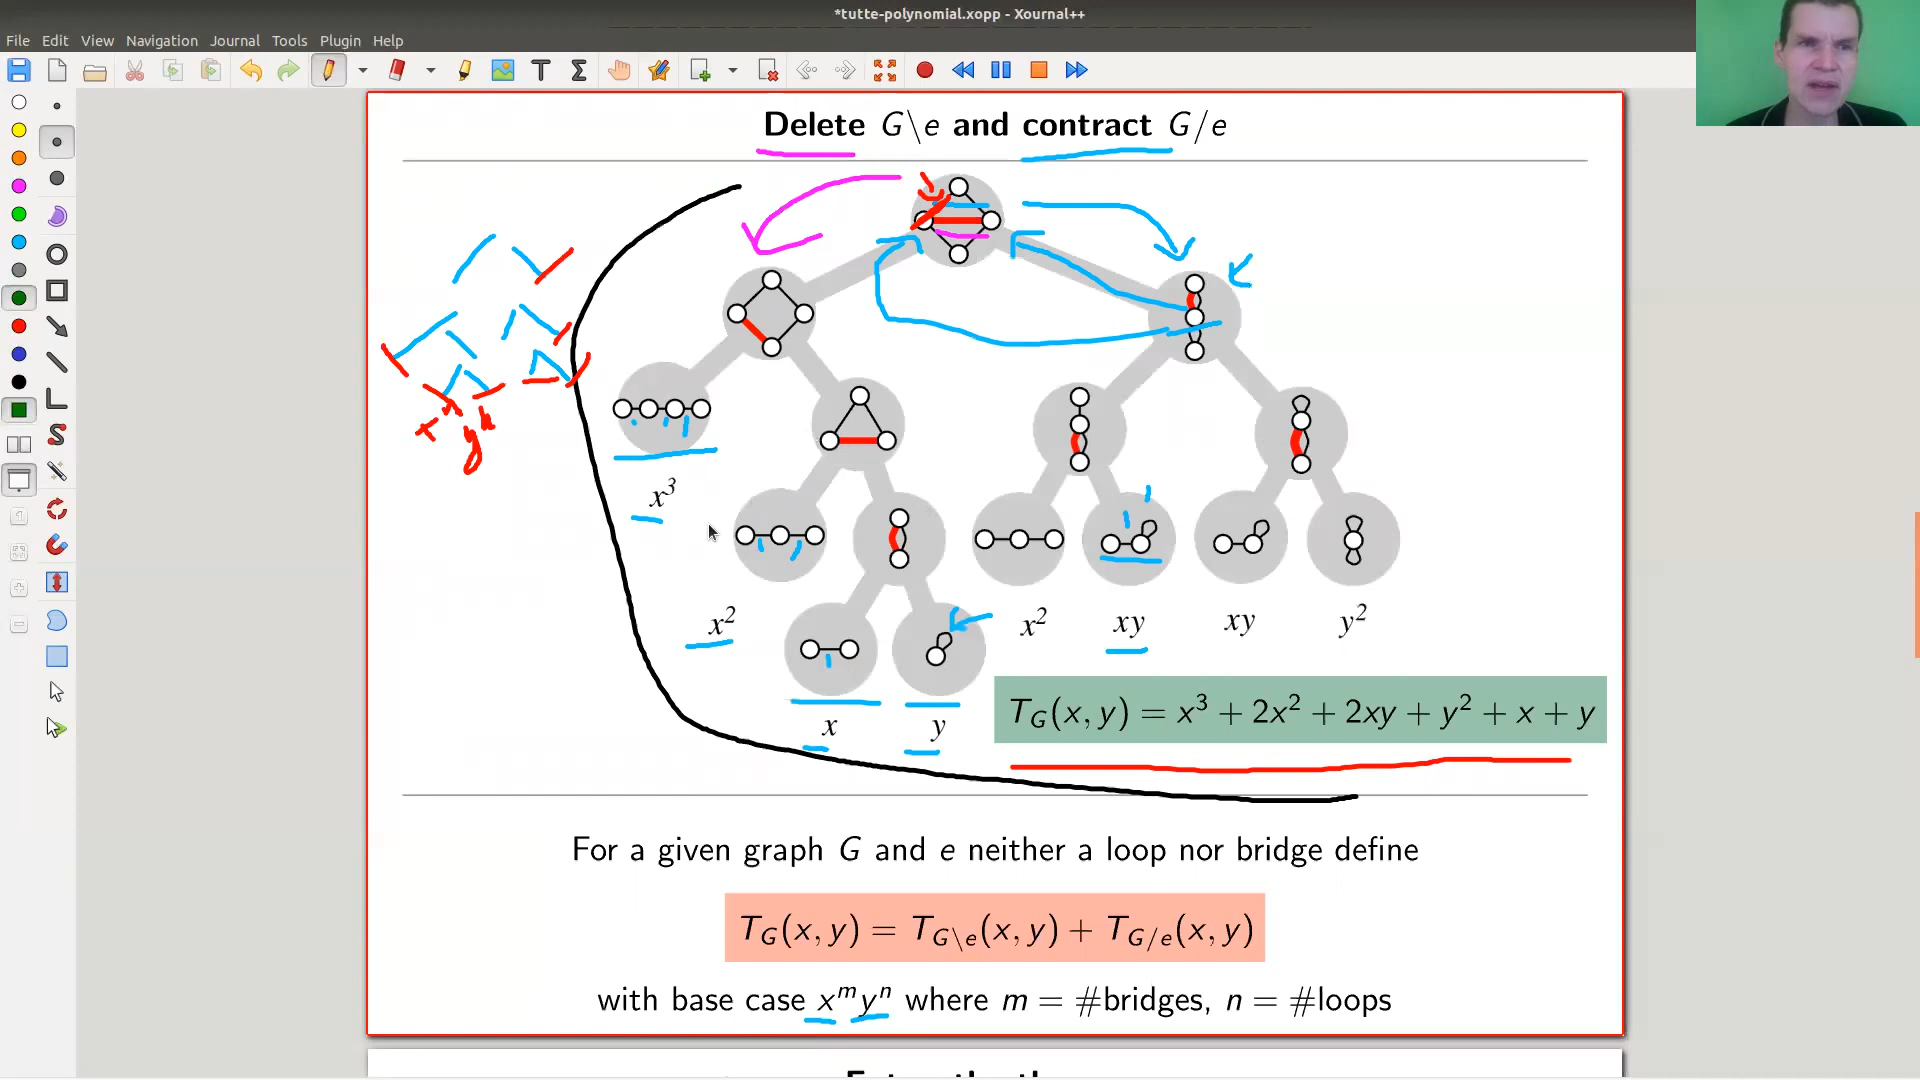 *tutte-polynomial.xopp - Xournal++
File Edit View Navigation Journal Tools Plugin Help
Delete G\e and contract G/e
x³
x² x² xy xy y²
x y
T_G(x, y) = x³ + 2x² + 2xy + y² + x + y
For a given graph G and e neither a loop nor bridge define
T_G(x, y) = T_{G\e}(x, y) + T_{G/e}(x, y)
with base case x^m y^n where m = #bridges, n = #loops